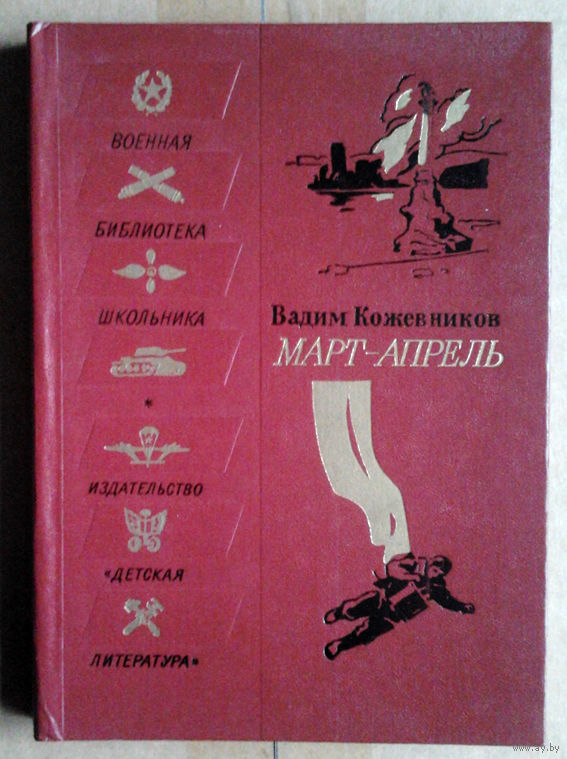 ВОЕННАЯ
БИБЛИОТЕКА
ШКОЛЬНИКА
*
ИЗДАТЕЛЬСТВО
«ДЕТСКАЯ
ЛИТЕРАТУРА»
Вадим Кожевников
МАРТ-АПРЕЛЬ
www.ay.by